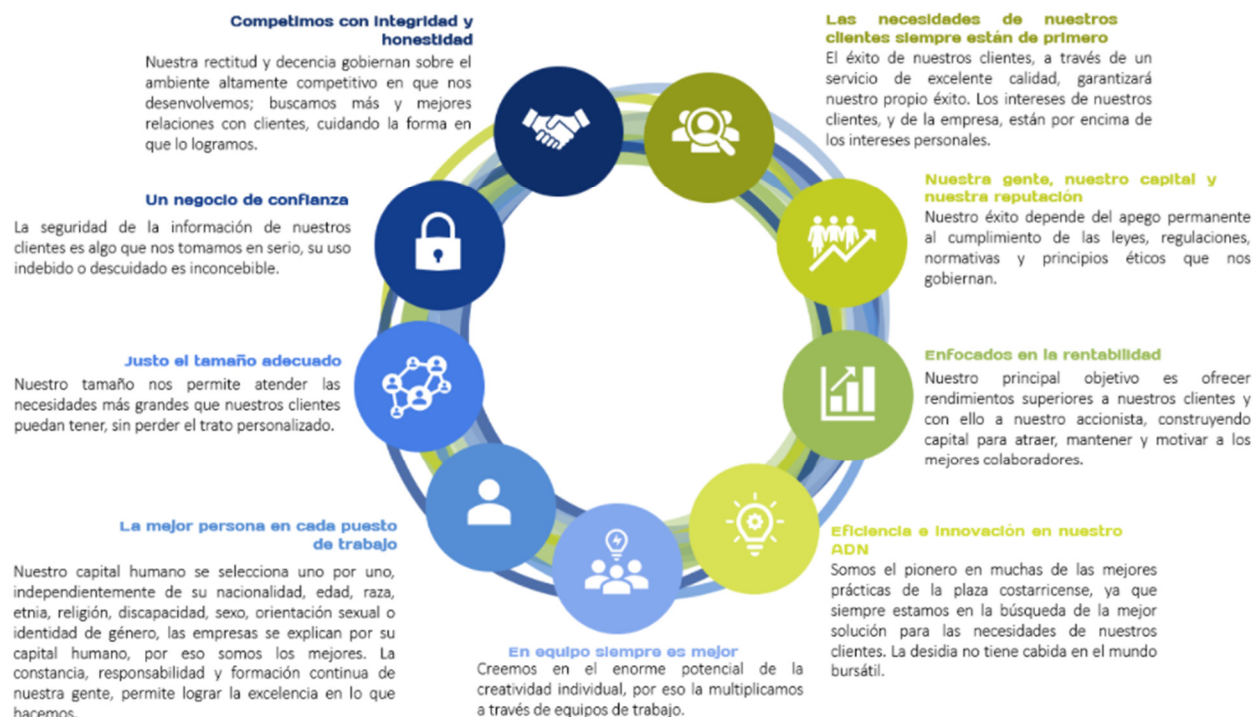 Competimos con integridad y
honestidad
Nuestra rectitud y decencia gobiernan sobre el
ambiente altamente competitivo en que nos
desenvolvemos; buscamos más y mejores
relaciones con clientes, cuidando la forma en
que lo logramos.
Las necesidades de nuestros
clientes siempre están de primero
El éxito de nuestros clientes, a través de un
servicio de excelente calidad, garantizará
nuestro propio éxito. Los intereses de nuestros
clientes, y de la empresa, están por encima de
los intereses personales.
Nuestra gente, nuestro capital y
nuestra reputación
Nuestro éxito depende del apego permanente
al cumplimiento de las leyes, regulaciones,
normativas y principios éticos que nos
gobiernan.
Un negocio de confianza
La seguridad de la información de nuestros
clientes es algo que nos tomamos en serio, su uso
indebido o descuidado es inconcebible.
Justo el tamaño adecuado
Nuestro tamaño nos permite atender las
necesidades más grandes que nuestros clientes
puedan tener, sin perder el trato personalizado.
Enfocados en la rentabilidad
Nuestro principal objetivo es ofrecer
rendimientos superiores a nuestros clientes y
con ello a nuestro accionista, construyendo
capital para atraer, mantener y motivar a los
mejores colaboradores.
La mejor persona en cada puesto
de trabajo
Nuestro capital humano se selecciona uno por uno,
independientemente de su nacionalidad, edad, raza,
etnia, religión, discapacidad, sexo, orientación sexual o
identidad de género, las empresas se explican por su
capital humano, por eso somos los mejores. La
constancia, responsabilidad y formación continua de
nuestra gente, permite lograr la excelencia en lo que
hacemos.
Eficiencia e innovación en nuestro
ADN
Somos el pionero en muchas de las mejores
prácticas de la plaza costarricense, ya que
siempre estamos en la búsqueda de la mejor
solución para las necesidades de nuestros
clientes. La desidia no tiene cabida en el mundo
bursátil.
En equipo siempre es mejor
Creemos en el enorme potencial de la
creatividad individual, por eso la multiplicamos
a través de equipos de trabajo.